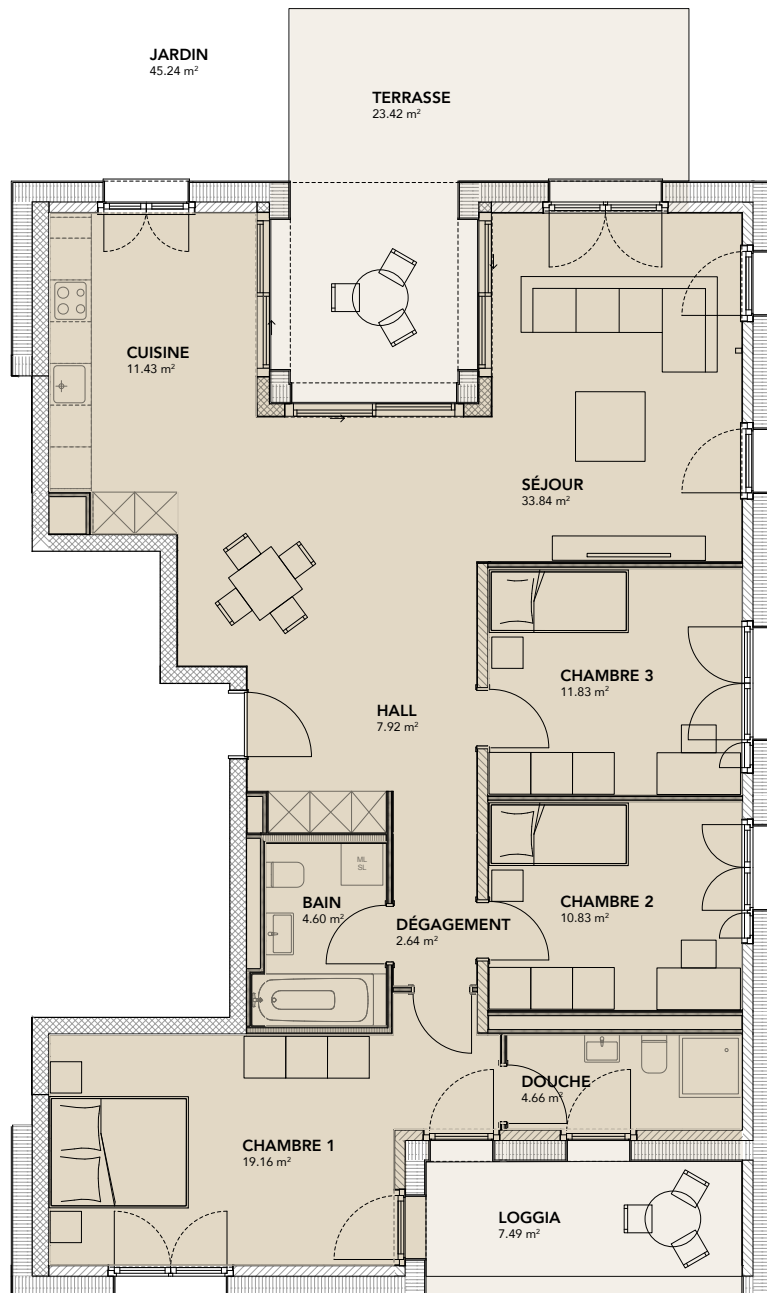 JARDIN
45.24 m²
TERRASSE
23.42 m²
CUISINE
11.43 m²
SÉJOUR
33.84 m²
CHAMBRE 3
11.83 m²
HALL
7.92 m²
ML
SL
BAIN
4.60 m²
DÉGAGEMENT
2.64 m²
CHAMBRE 2
10.83 m²
DOUCHE
4.66 m²
CHAMBRE 1
19.16 m²
LOGGIA
7.49 m²